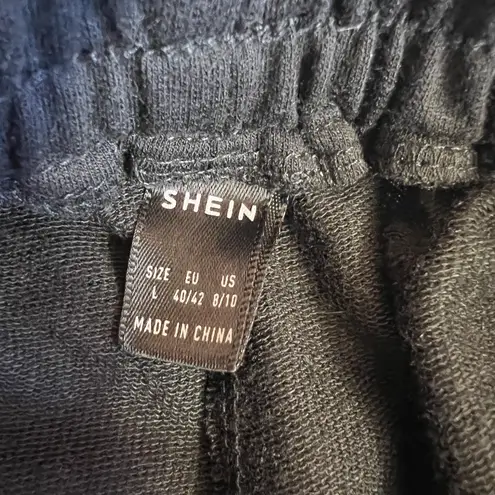 SHEIN
SIZE EU US
L 40/42 8/10
MADE IN CHINA